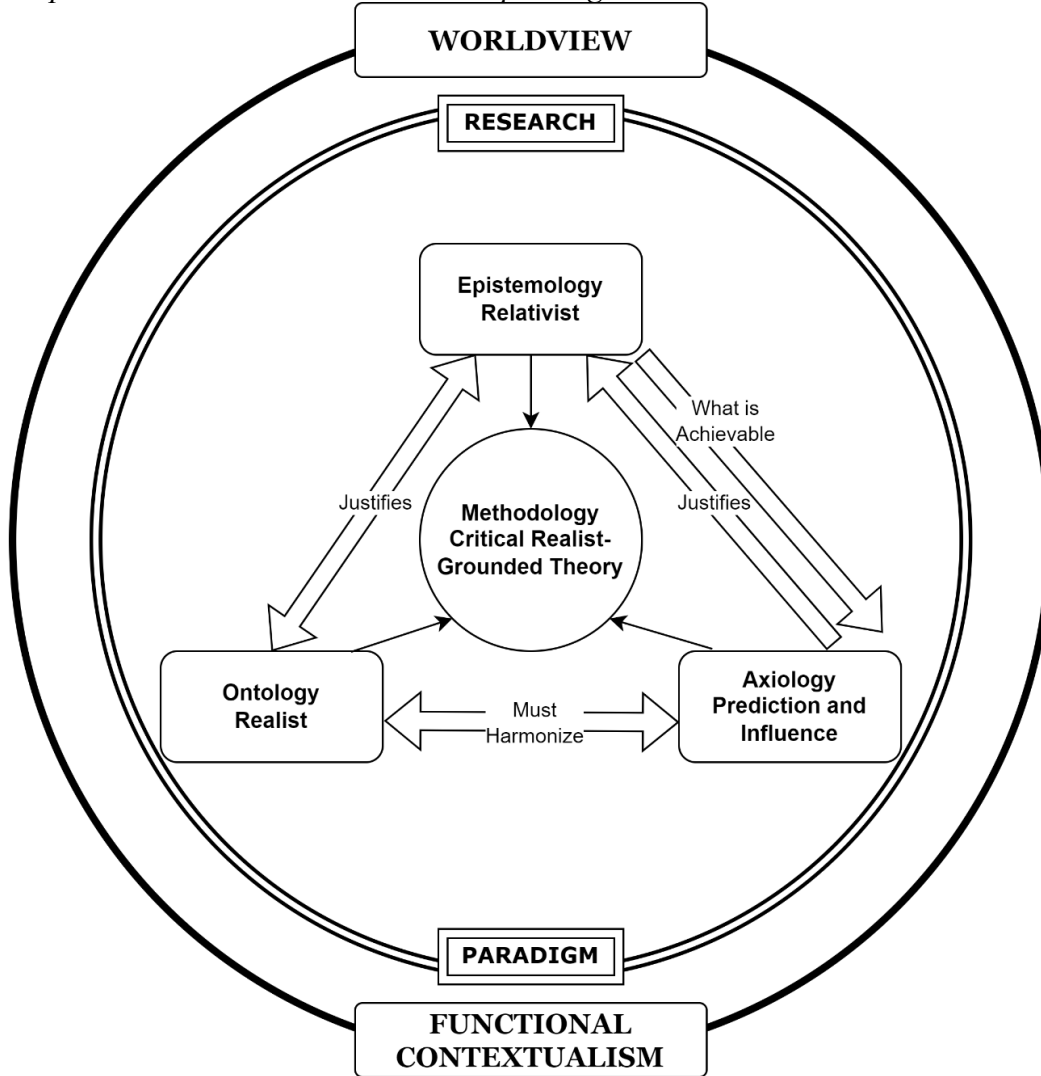 WORLDVIEW
RESEARCH
Epistemology
Relativist
What is
Achievable
Justifies
Justifies
Methodology
Critical Realist-
Grounded Theory
Ontology
Realist
Must
Harmonize
Axiology
Prediction and
Influence
PARADIGM
FUNCTIONAL
CONTEXTUALISM